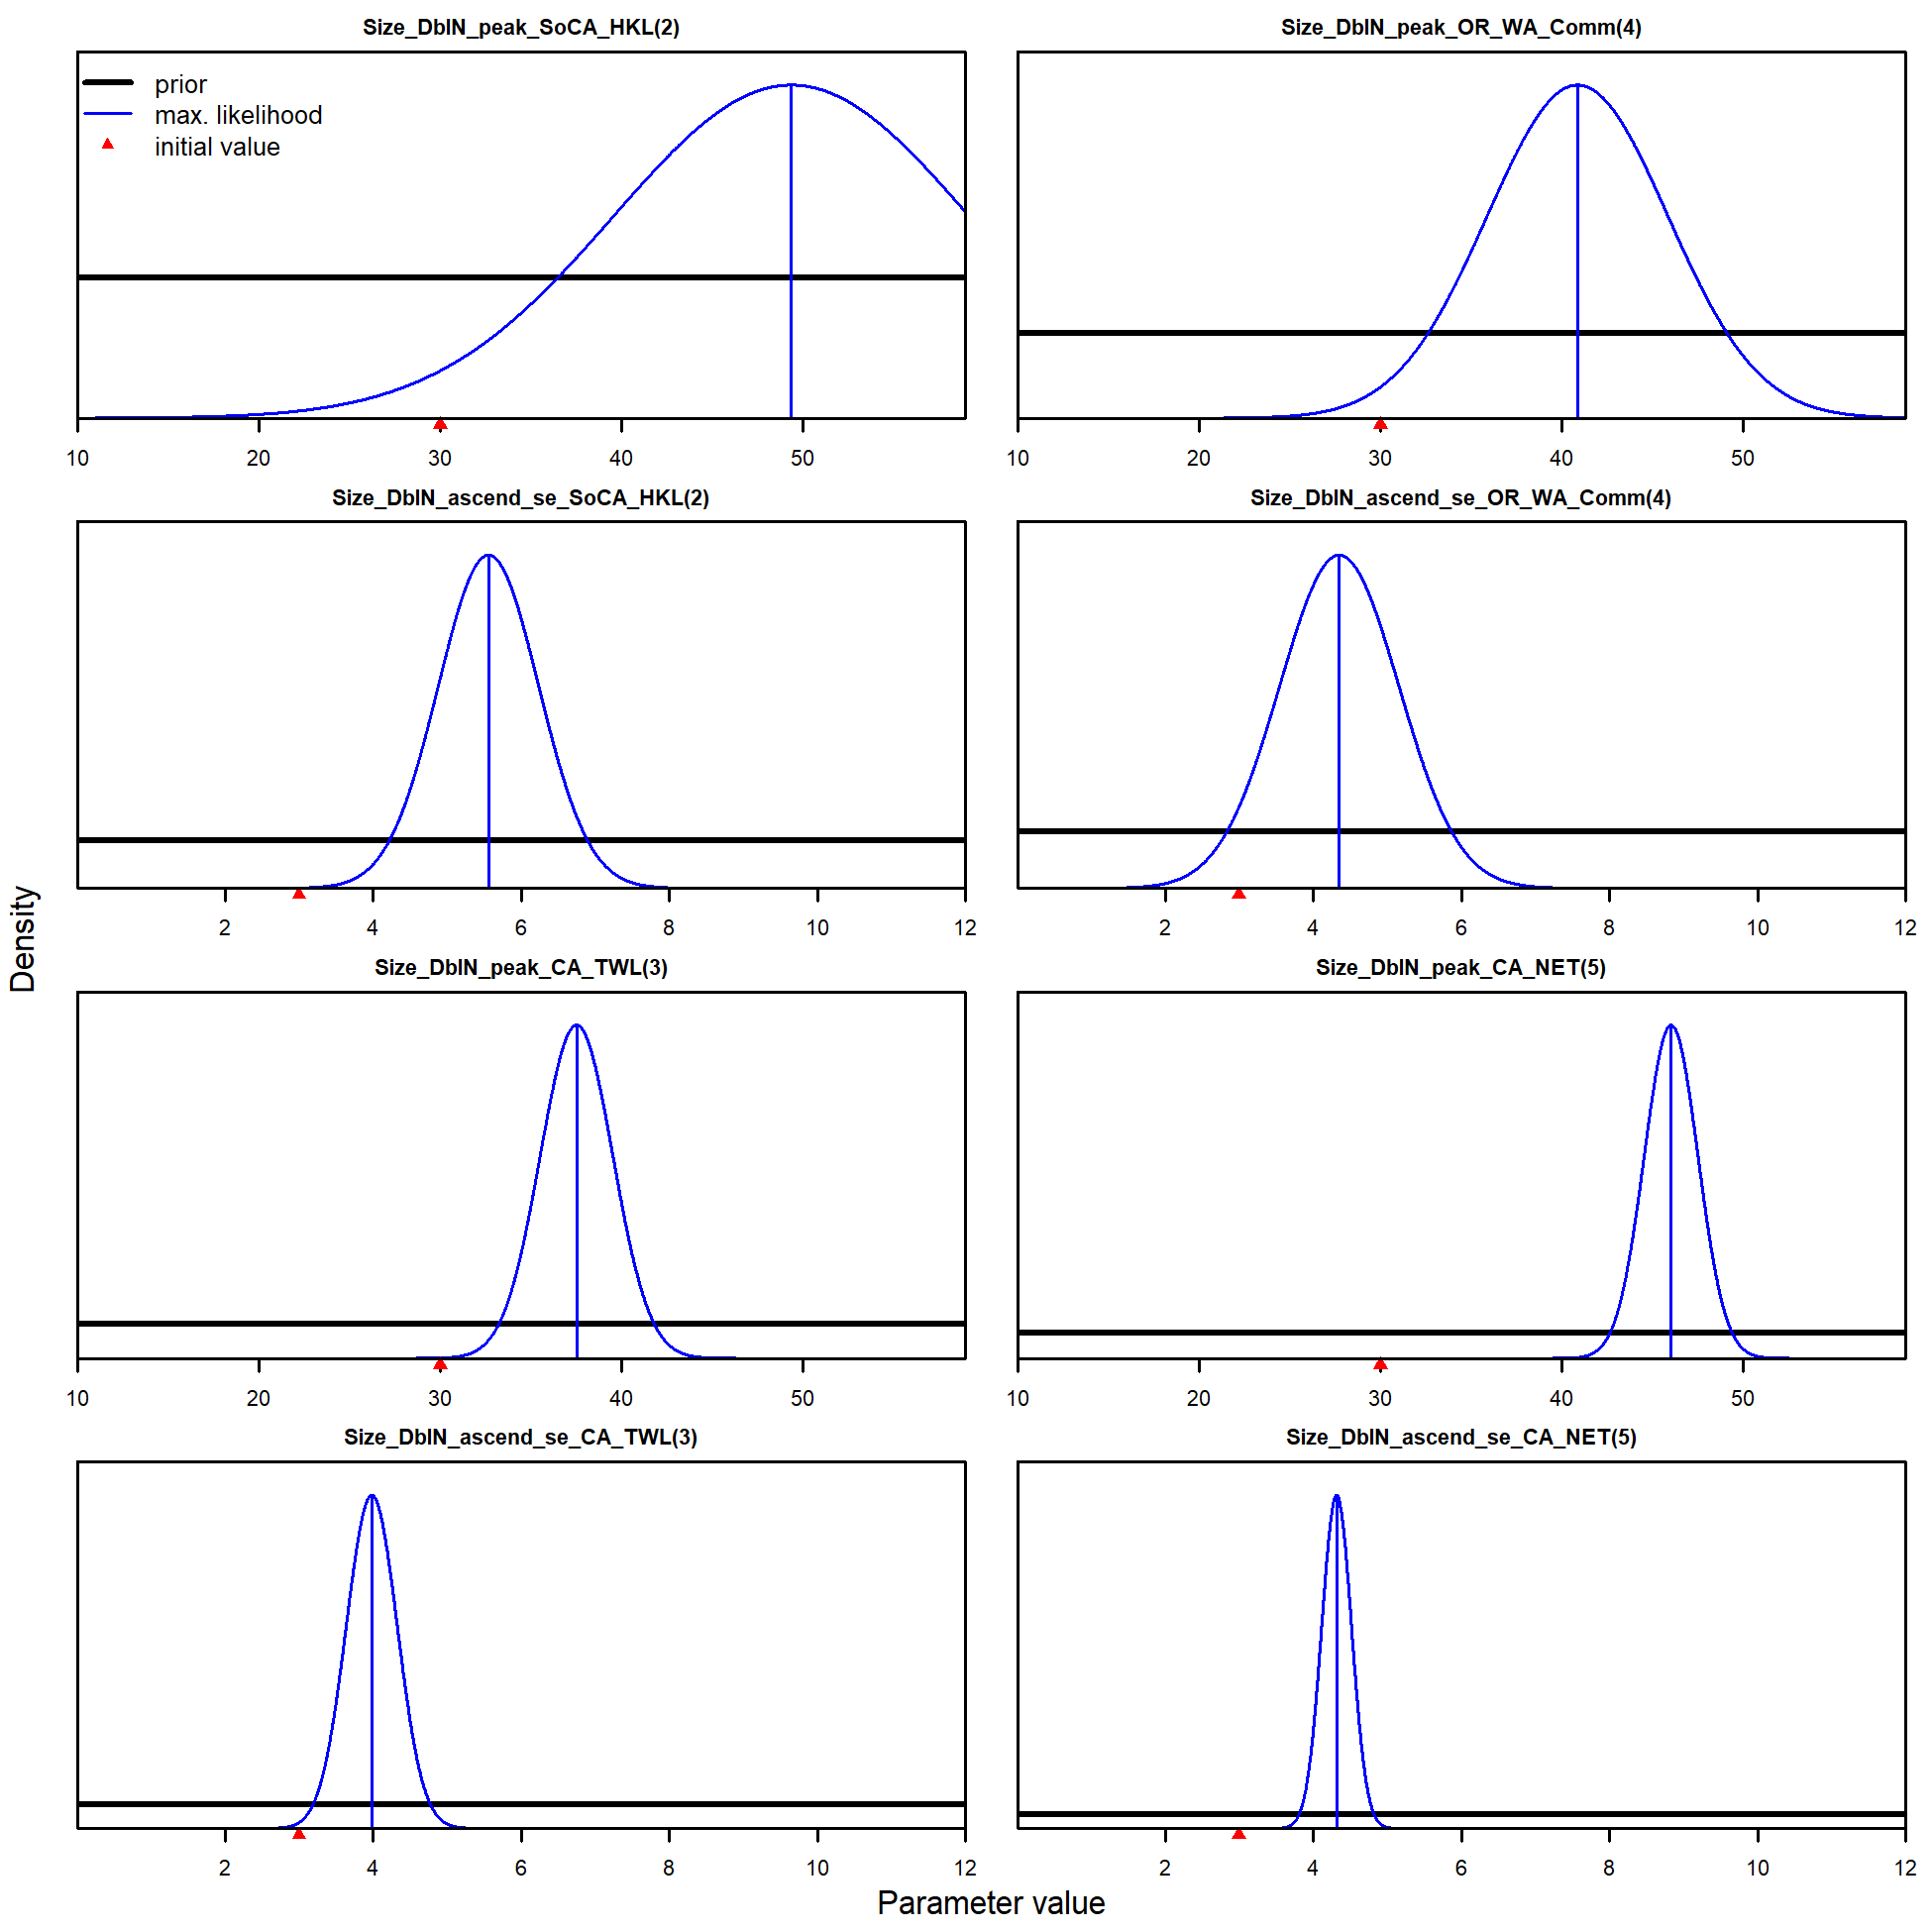 Size_DblN_peak_SoCA_HKL(2)
Size_DblN_peak_OR_WA_Comm(4)
prior
max. likelihood
initial value
10 20 30 40 50
10 20 30 40 50
Size_DblN_ascend_se_SoCA_HKL(2)
Size_DblN_ascend_se_OR_WA_Comm(4)
2 4 6 8 10 12
2 4 6 8 10 12
Size_DblN_peak_CA_TWL(3)
Size_DblN_peak_CA_NET(5)
10 20 30 40 50
10 20 30 40 50
Size_DblN_ascend_se_CA_TWL(3)
Size_DblN_ascend_se_CA_NET(5)
2 4 6 8 10 12
2 4 6 8 10 12
Density
Parameter value